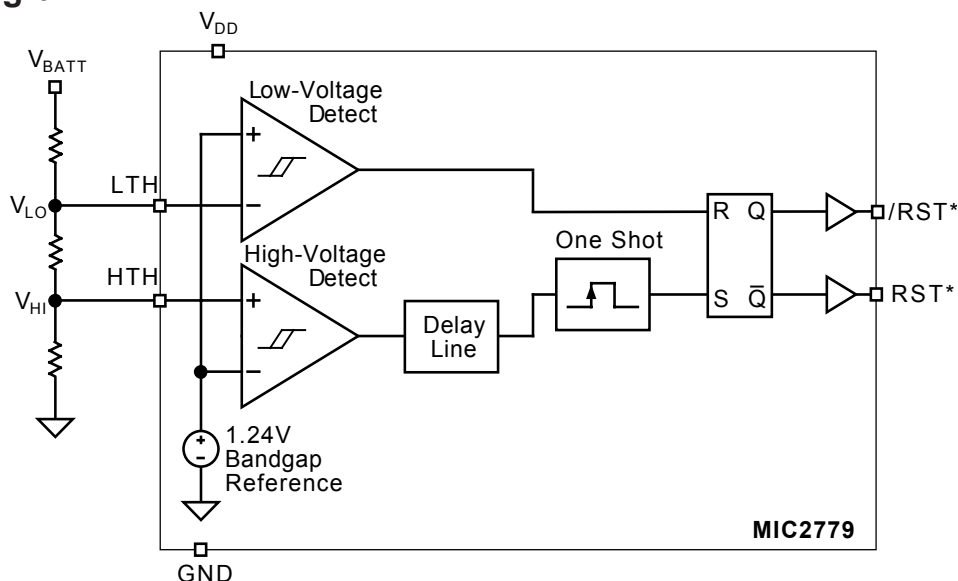 V_DD
V_BATT
Low-Voltage
Detect
+
−
LTH
V_LO
High-Voltage
Detect
+
−
HTH
V_HI
Delay
Line
One Shot
R Q
S Q̅
/RST*
RST*
+
-
1.24V
Bandgap
Reference
MIC2779
GND